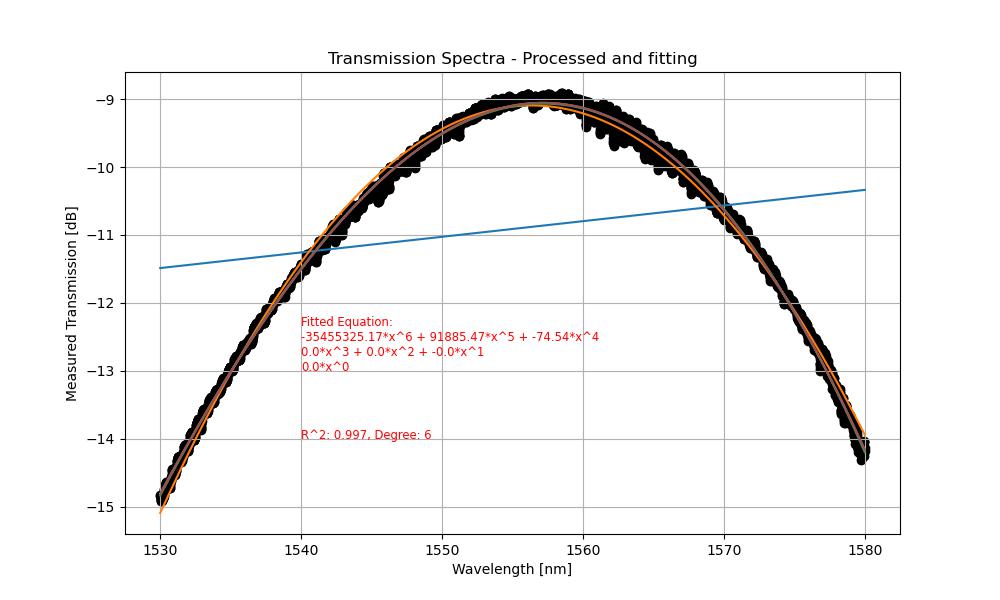 Transmission Spectra - Processed and fitting
Measured Transmission [dB]
−9
−10
−11
−12
−13
−14
−15
Fitted Equation:
-35455325.17*x^6 + 91885.47*x^5 + -74.54*x^4
0.0*x^3 + 0.0*x^2 + -0.0*x^1
0.0*x^0
R^2: 0.997, Degree: 6
1530 1540 1550 1560 1570 1580
Wavelength [nm]